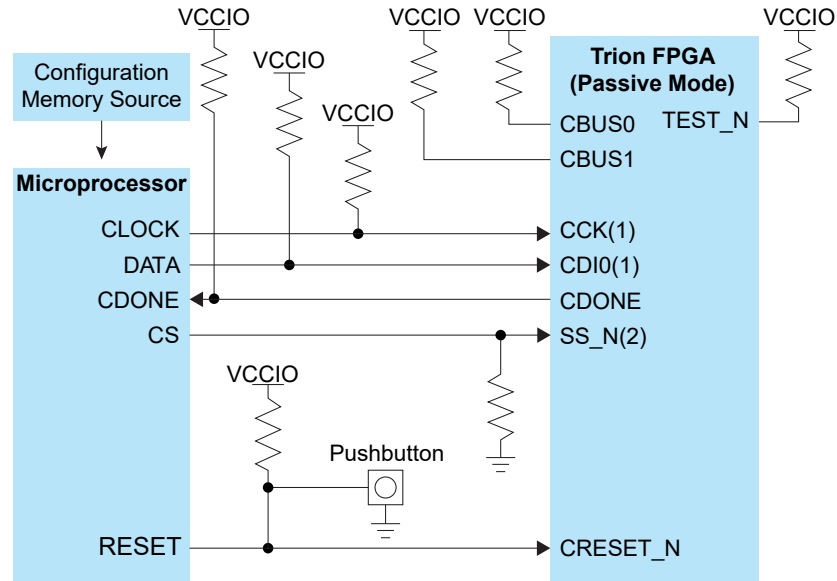 VCCIO
VCCIO
VCCIO
VCCIO
VCCIO
VCCIO
Configuration
Memory Source
Trion FPGA
(Passive Mode)
CBUS0
TEST_N
CBUS1
Microprocessor
CLOCK
CCK(1)
DATA
CDI0(1)
CDONE
CDONE
CS
SS_N(2)
VCCIO
Pushbutton
RESET
CRESET_N